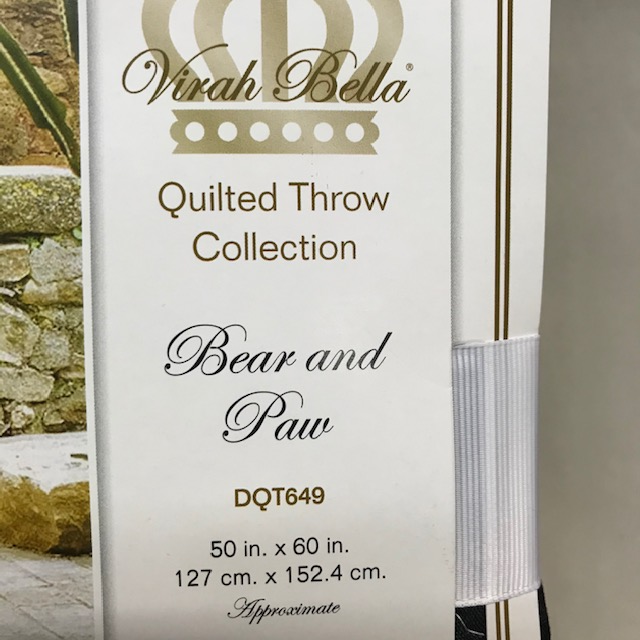 Virah Bella®
Quilted Throw
Collection
Bear and
Paw
DQT649
50 in. x 60 in.
127 cm. x 152.4 cm.
Approximate